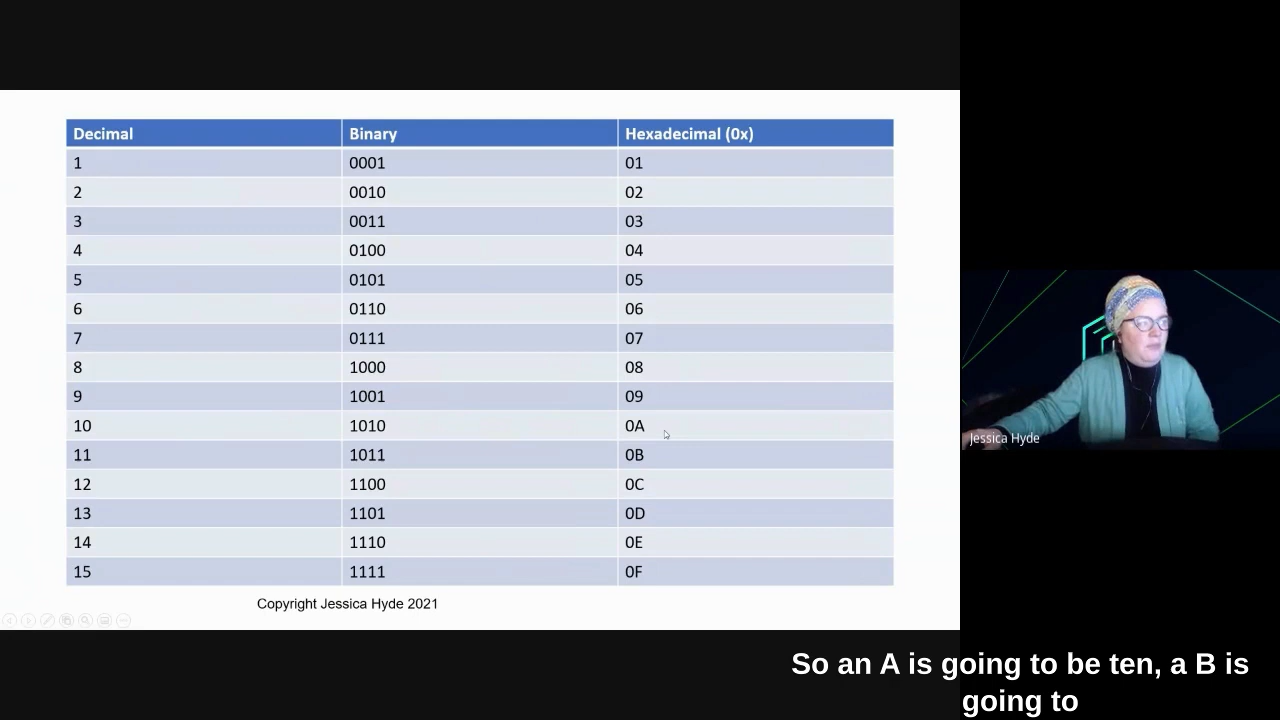 Decimal Binary Hexadecimal (0x)
1 0001 01
2 0010 02
3 0011 03
4 0100 04
5 0101 05
6 0110 06
7 0111 07
8 1000 08
9 1001 09
10 1010 0A
11 1011 0B
12 1100 0C
13 1101 0D
14 1110 0E
15 1111 0F
Copyright Jessica Hyde 2021
Jessica Hyde
So an A is going to be ten, a B is
going to